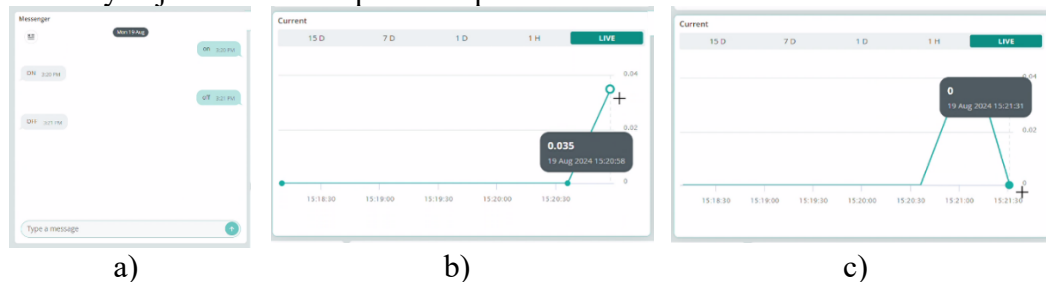 Messenger
Mon 19-Aug
on 3:20 PM
ON 3:20 PM
off 3:21 PM
OFF 3:21 PM
Type a message
+
a)
Current
15 D 7 D 1 D 1 H LIVE
0.04
0.02
0.035
19 Aug 2024 15:20:58
0
15:18:30 15:19:00 15:19:30 15:20:00 15:20:30
b)
Current
15 D 7 D 1 D 1 H LIVE
0.04
0
19 Aug 2024 15:21:31
0.02
0
15:18:30 15:19:00 15:19:30 15:20:00 15:20:30 15:21:00 15:21:30
c)